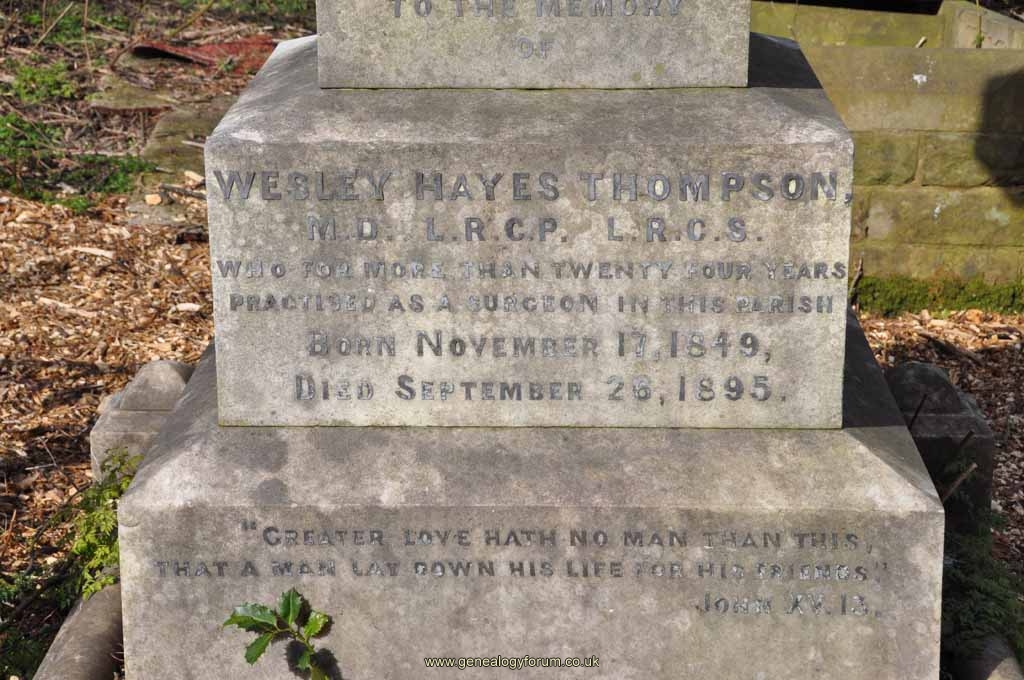 TO THE MEMORY
OF
WESLEY HAYES THOMPSON,
M.D. L.R.C.P. L.R.C.S.
WHO FOR MORE THAN TWENTY FOUR YEARS
PRACTISED AS A SURGEON IN THIS PARISH
BORN NOVEMBER 17, 1849,
DIED SEPTEMBER 26, 1895.
"GREATER LOVE HATH NO MAN THAN THIS,
THAT A MAN LAY DOWN HIS LIFE FOR HIS FRIENDS"
JOHN XV. 13.
www.genealogyforum.co.uk